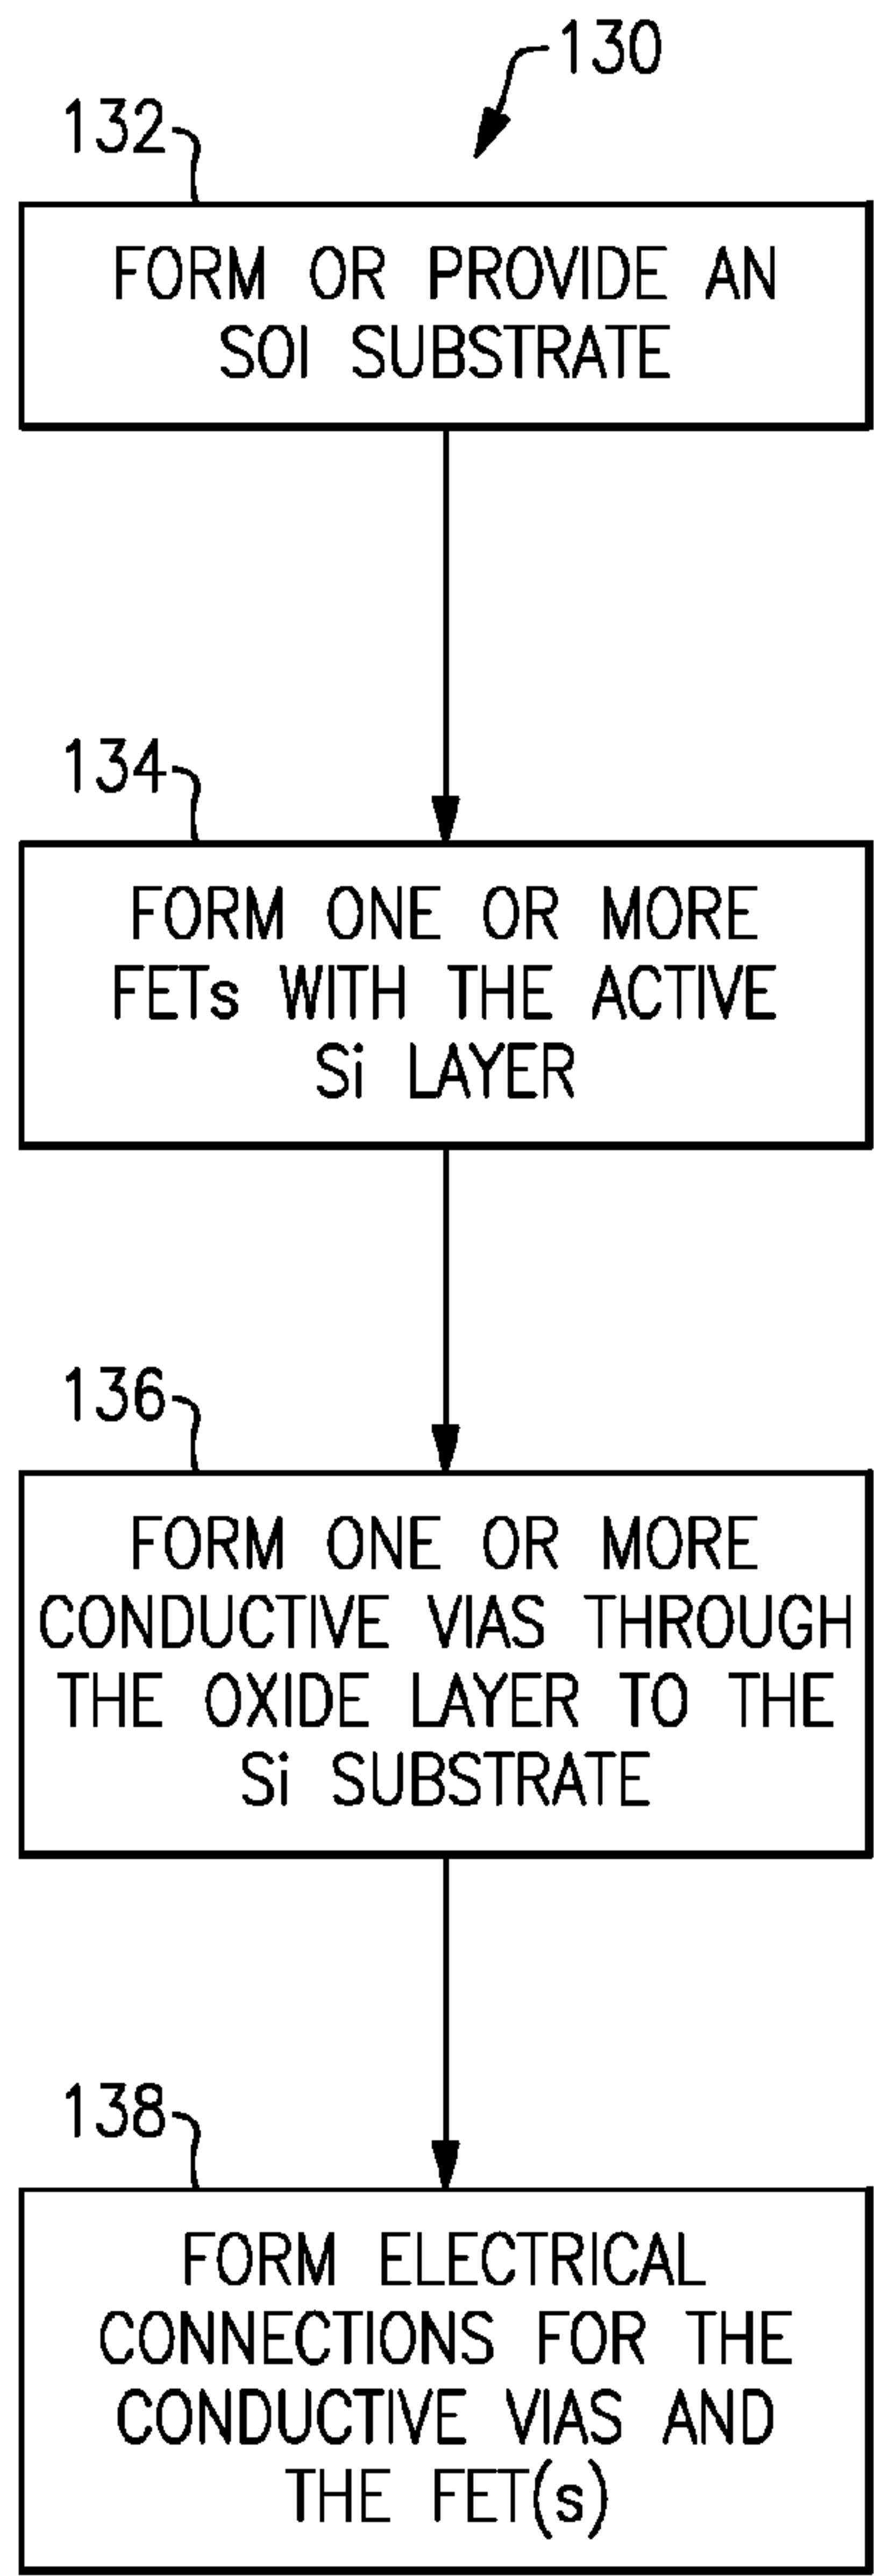 130
132
FORM OR PROVIDE AN
SOI SUBSTRATE
134
FORM ONE OR MORE
FETs WITH THE ACTIVE
Si LAYER
136
FORM ONE OR MORE
CONDUCTIVE VIAS THROUGH
THE OXIDE LAYER TO THE
Si SUBSTRATE
138
FORM ELECTRICAL
CONNECTIONS FOR THE
CONDUCTIVE VIAS AND
THE FET(s)